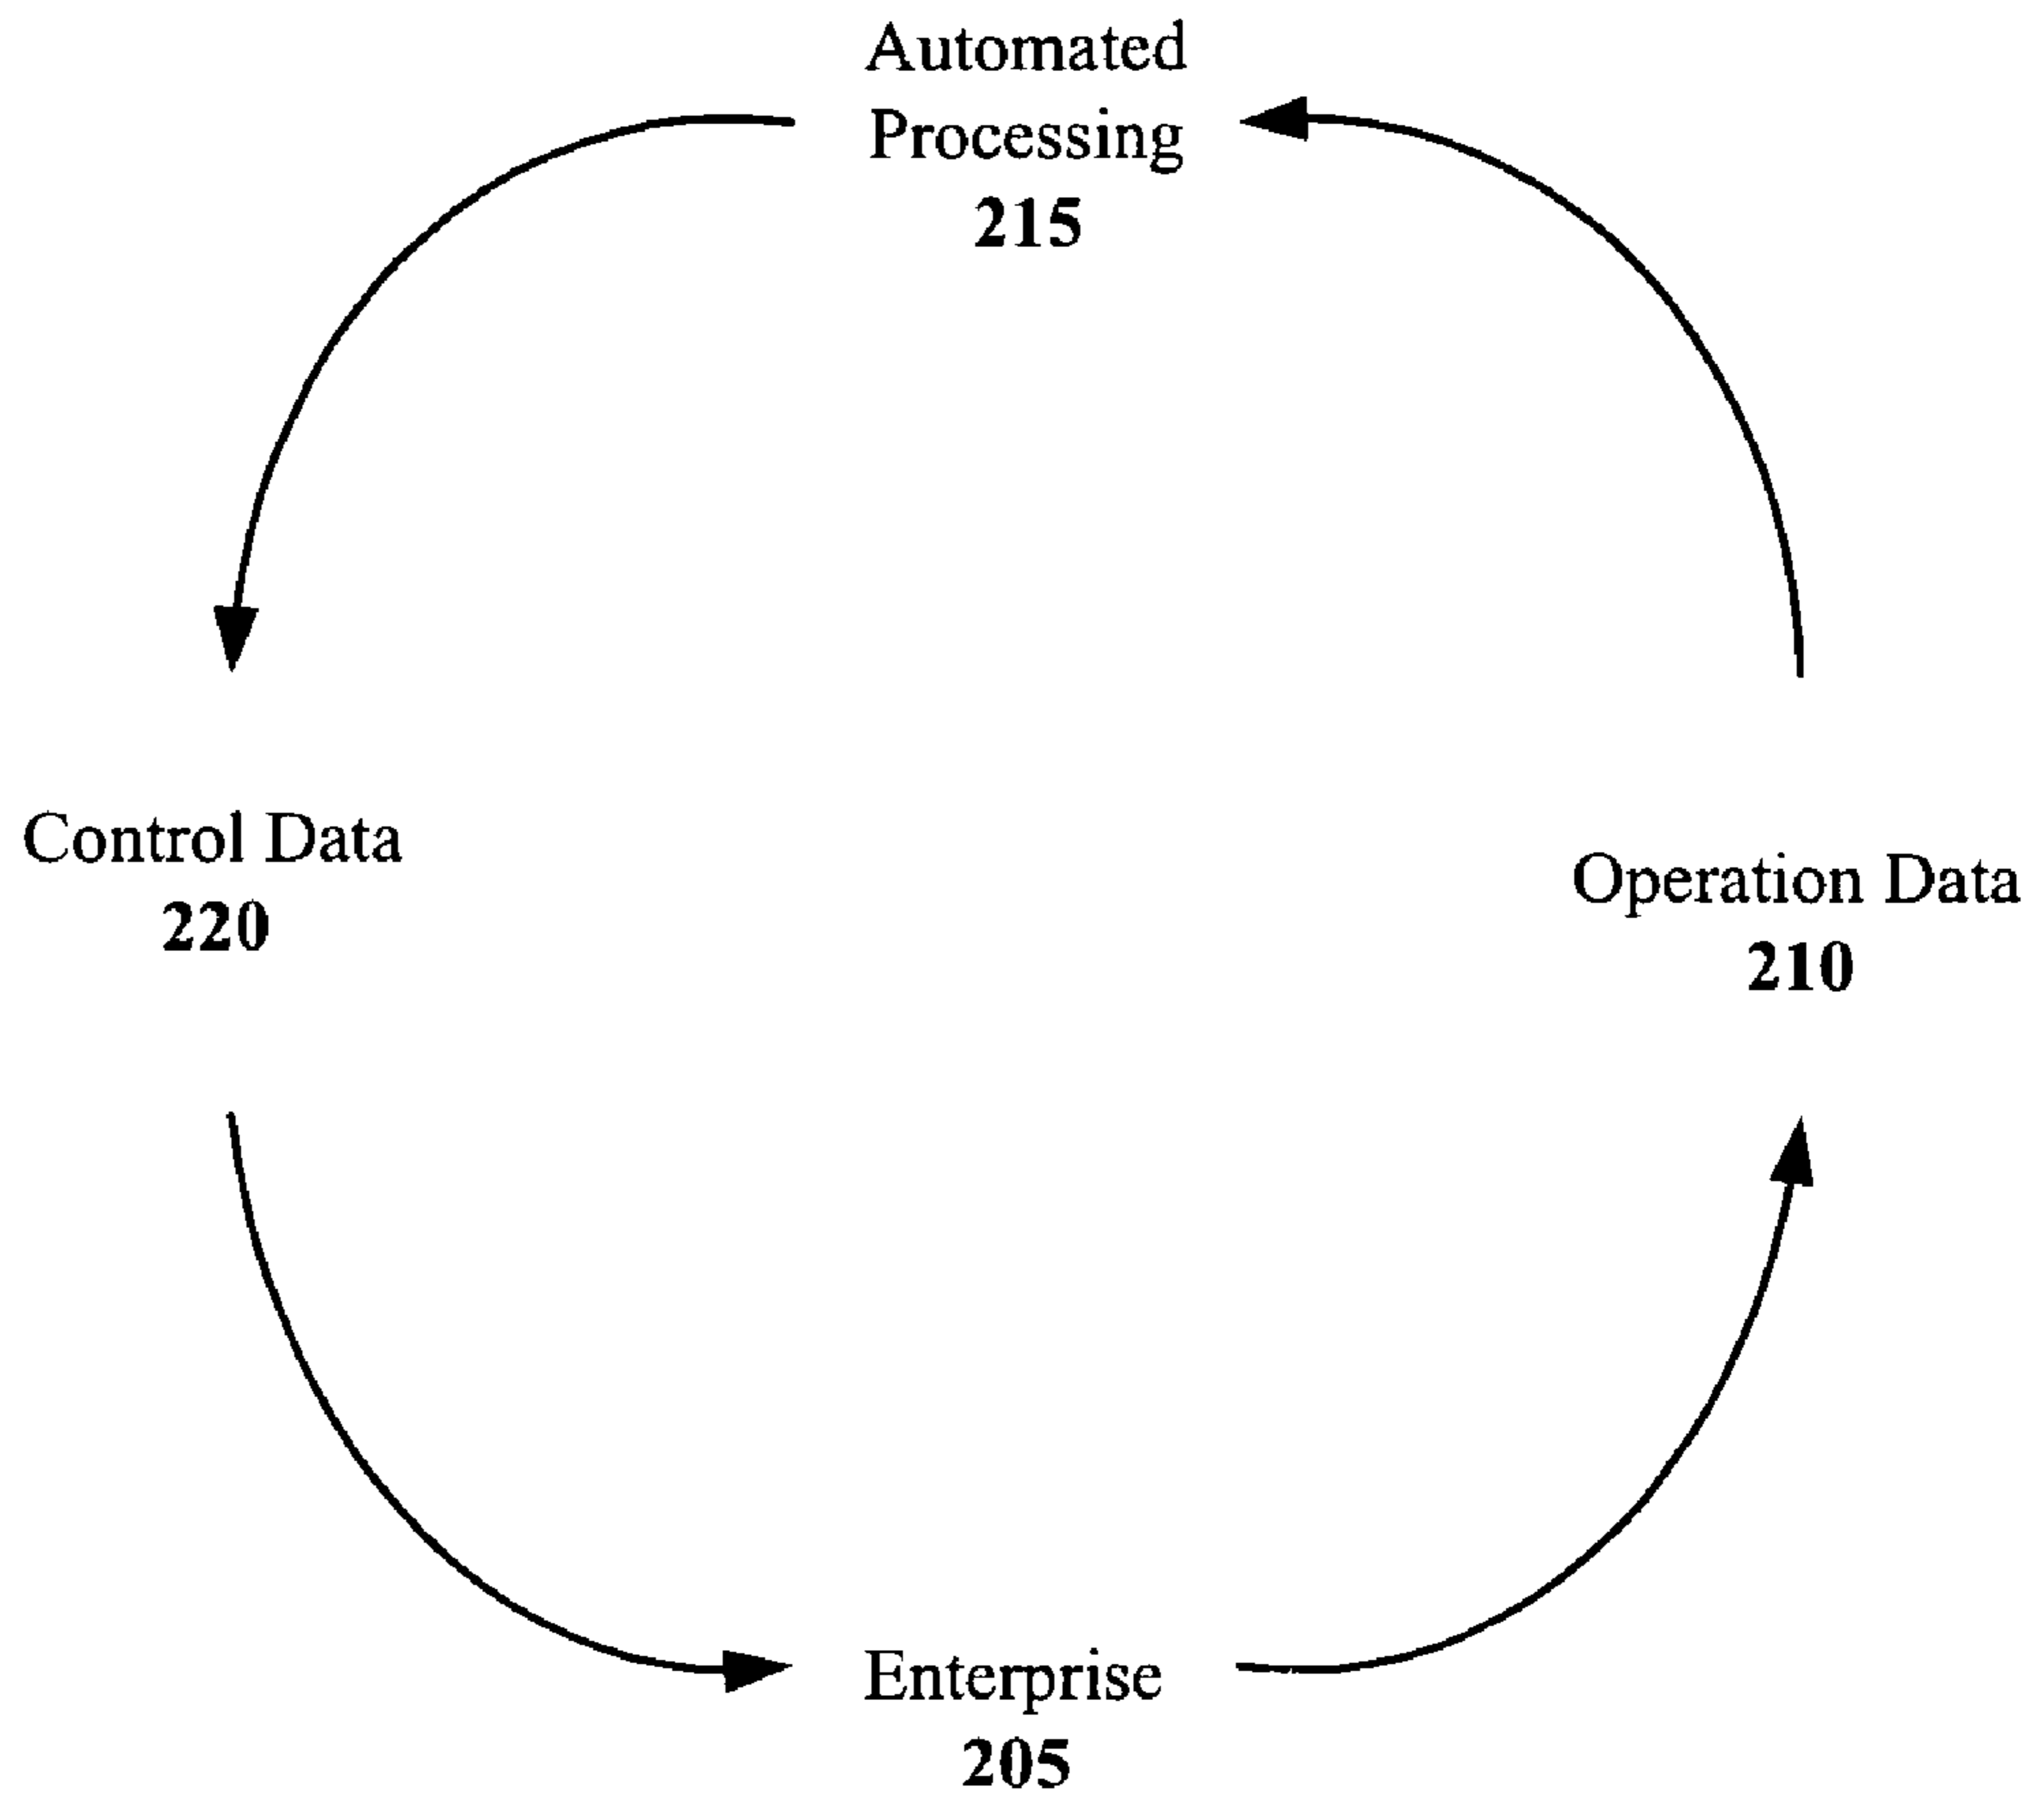 Automated
Processing
215
Control Data
220
Operation Data
210
Enterprise
205